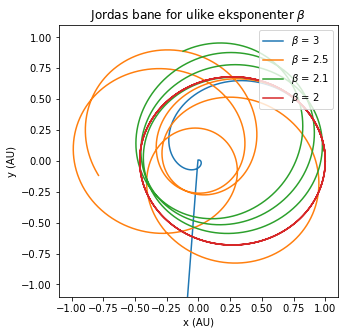 Jordas bane for ulike eksponenter β
β = 3
β = 2.5
β = 2.1
β = 2
y (AU)
1.00
0.75
0.50
0.25
0.00
−0.25
−0.50
−0.75
−1.00
−1.00 −0.75 −0.50 −0.25 0.00 0.25 0.50 0.75 1.00
x (AU)